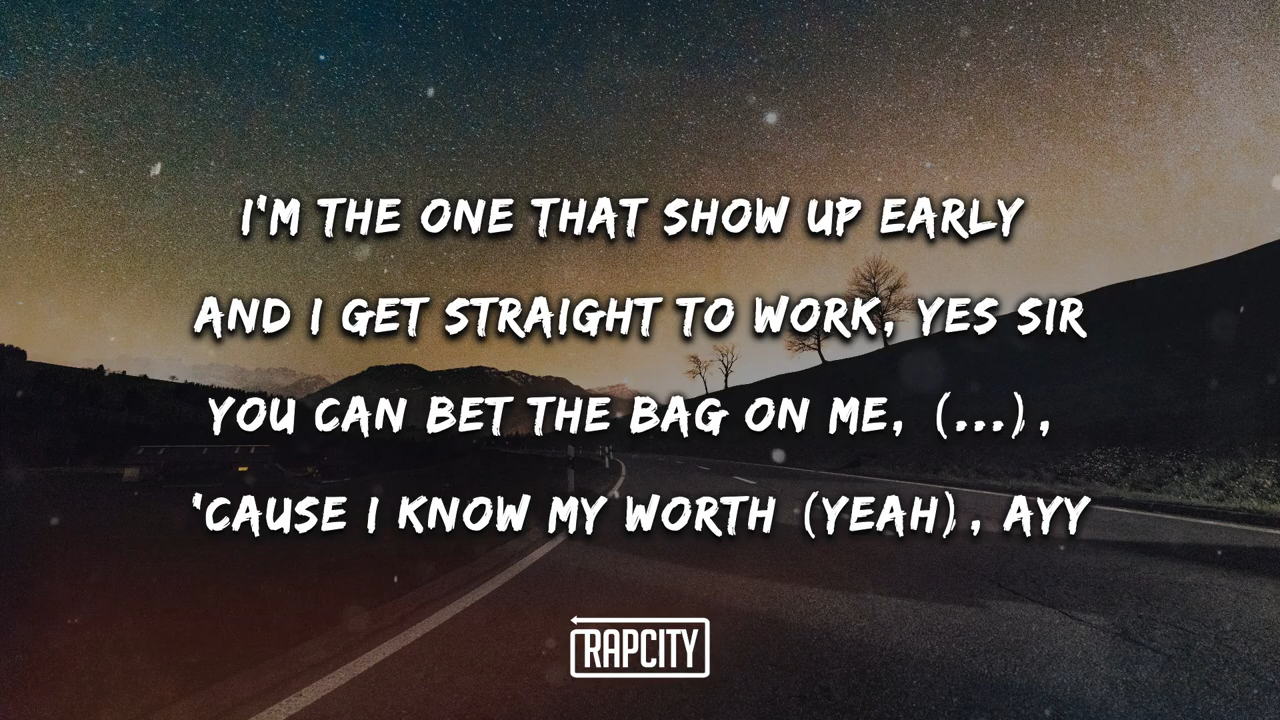 I'M THE ONE THAT SHOW UP EARLY
AND I GET STRAIGHT TO WORK, YES SIR
YOU CAN BET THE BAG ON ME, (...),
'CAUSE I KNOW MY WORTH (YEAH), AYY
RAPCITY